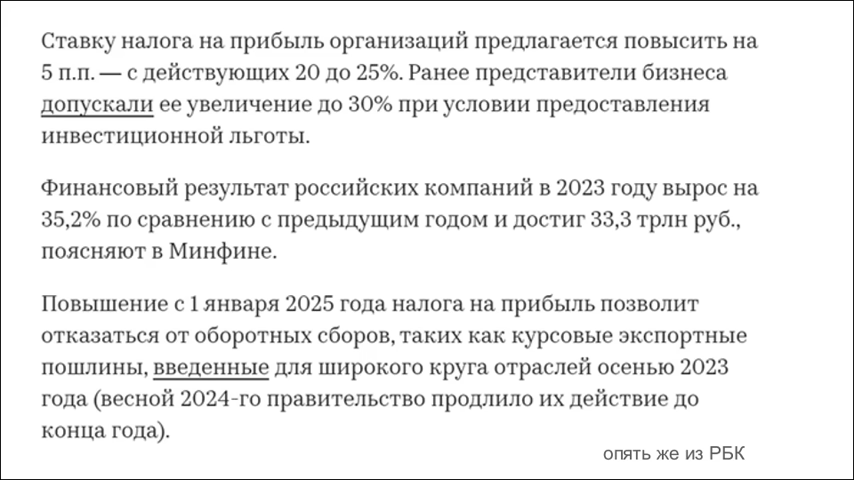 Ставку налога на прибыль организаций предлагается повысить на
5 п.п. — с действующих 20 до 25%. Ранее представители бизнеса
допускали ее увеличение до 30% при условии предоставления
инвестиционной льготы.
Финансовый результат российских компаний в 2023 году вырос на
35,2% по сравнению с предыдущим годом и достиг 33,3 трлн руб.,
поясняют в Минфине.
Повышение с 1 января 2025 года налога на прибыль позволит
отказаться от оборотных сборов, таких как курсовые экспортные
пошлины, введенные для широкого круга отраслей осенью 2023
года (весной 2024-го правительство продлило их действие до
конца года).
опять же из РБК